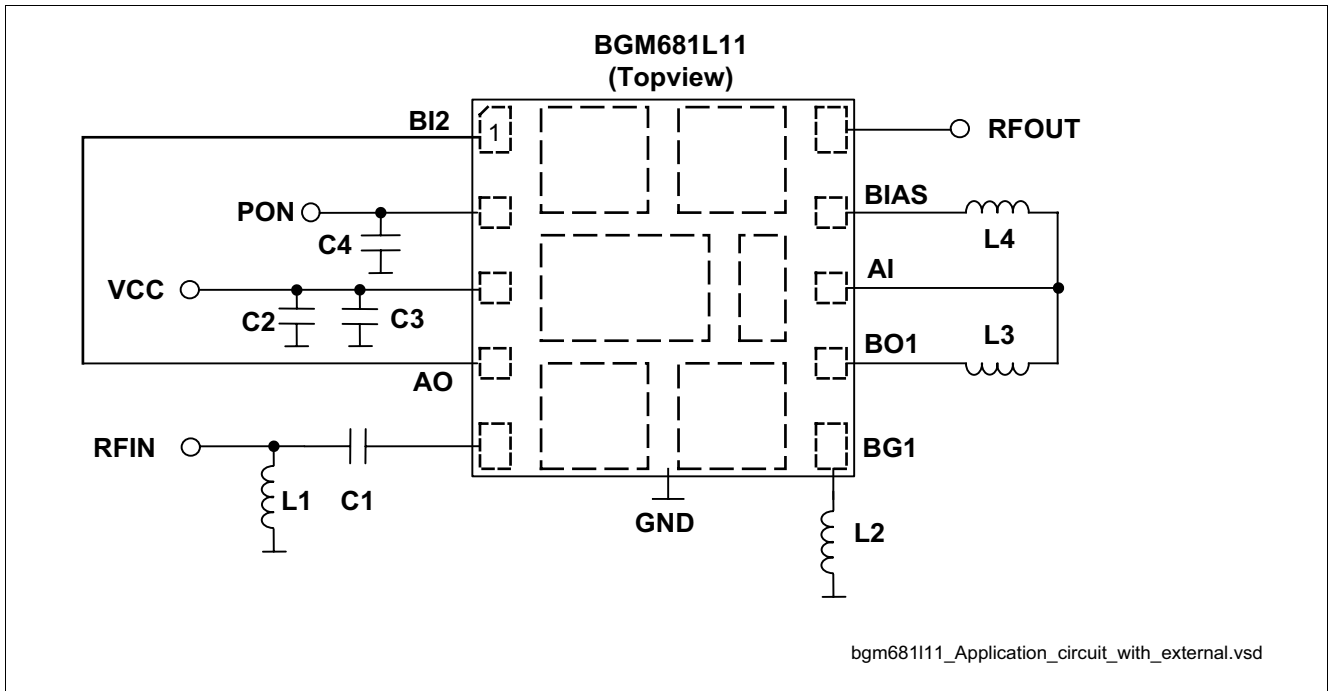 BGM681L11
(Topview)
BI2
1
RFOUT
PON
BIAS
C4
L4
VCC
AI
C2
C3
L3
BO1
AO
RFIN
BG1
L1
C1
GND
L2
bgm681l11_Application_circuit_with_external.vsd